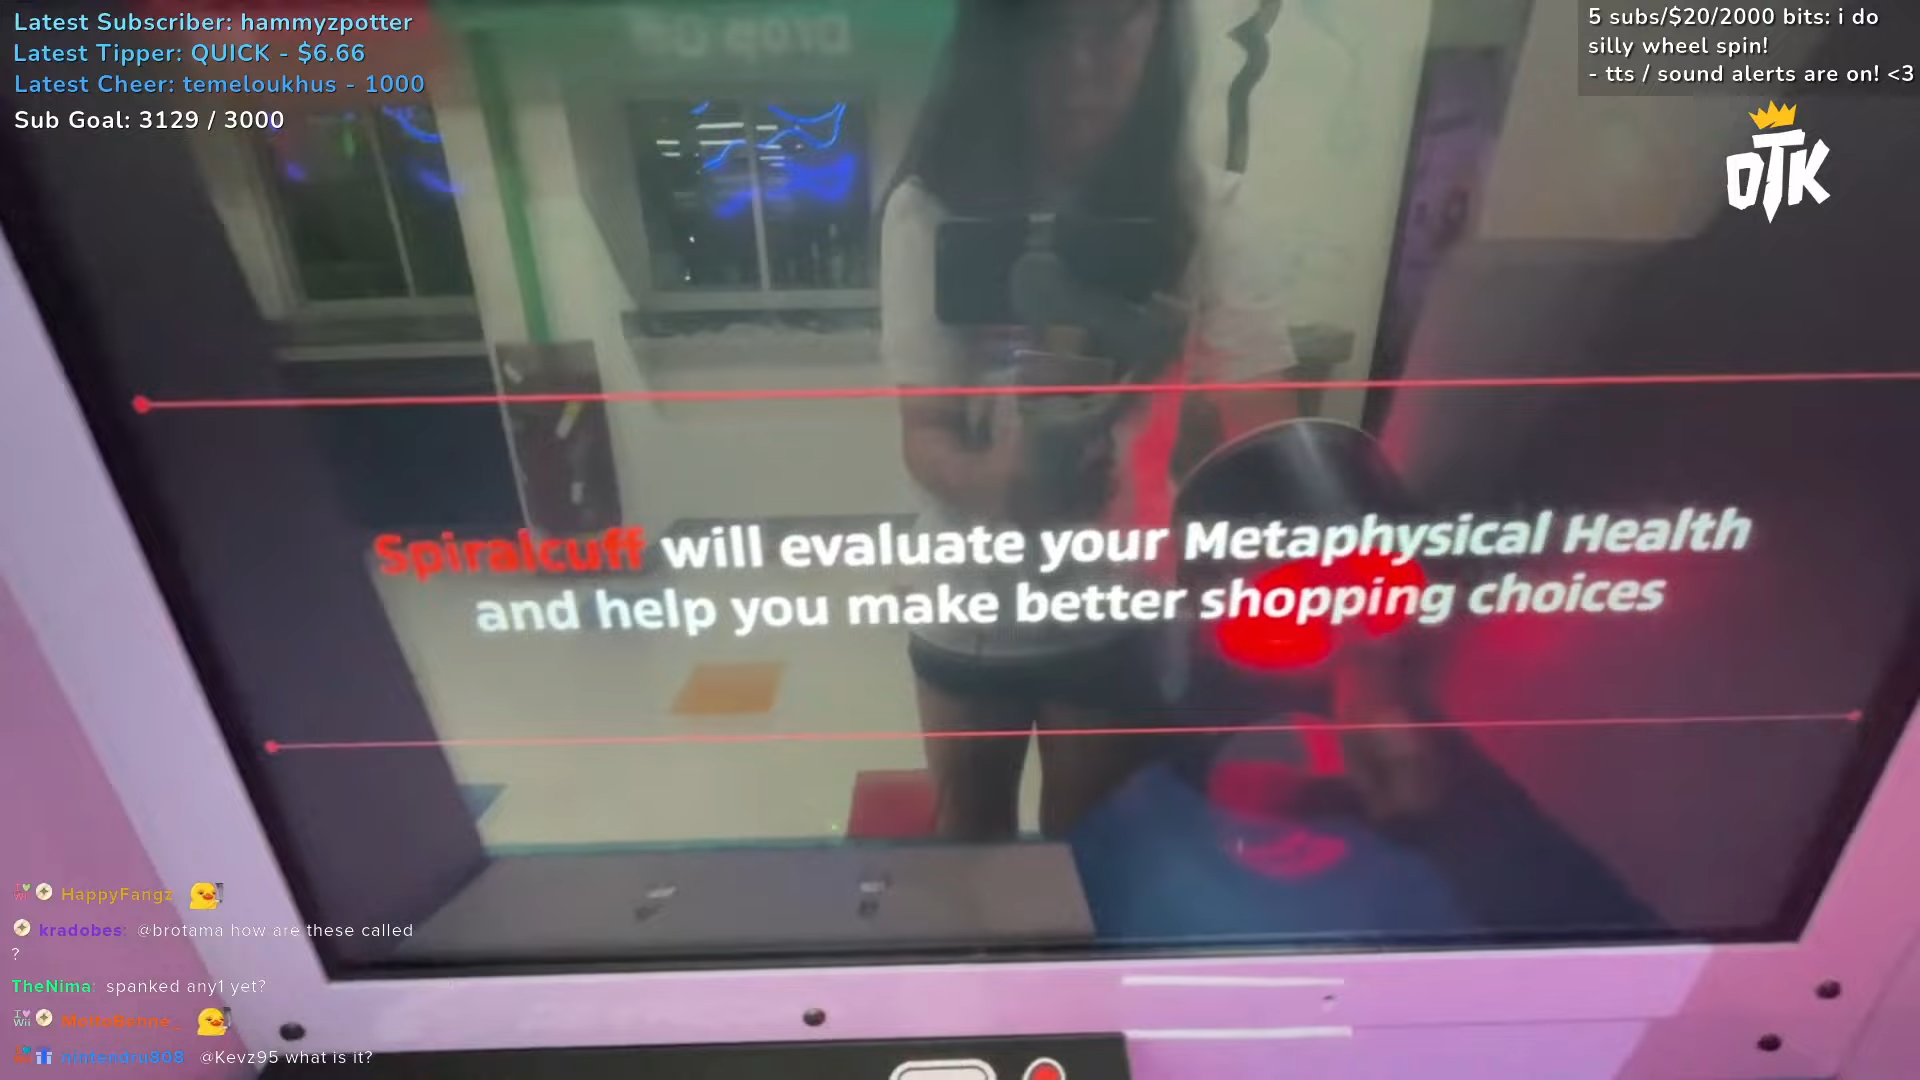 Latest Subscriber: hammyzpotter
Latest Tipper: QUICK - $6.66
Latest Cheer: temeloukhus - 1000
Sub Goal: 3129 / 3000
5 subs/$20/2000 bits: i do
silly wheel spin!
- tts / sound alerts are on! <3
OTK
Spiralcuff will evaluate your Metaphysical Health
and help you make better shopping choices
HappyFangz
kradobes: @brotama how are these called
?
TheNima: spanked any1 yet?
nintendru808 @Kevz95 what is it?